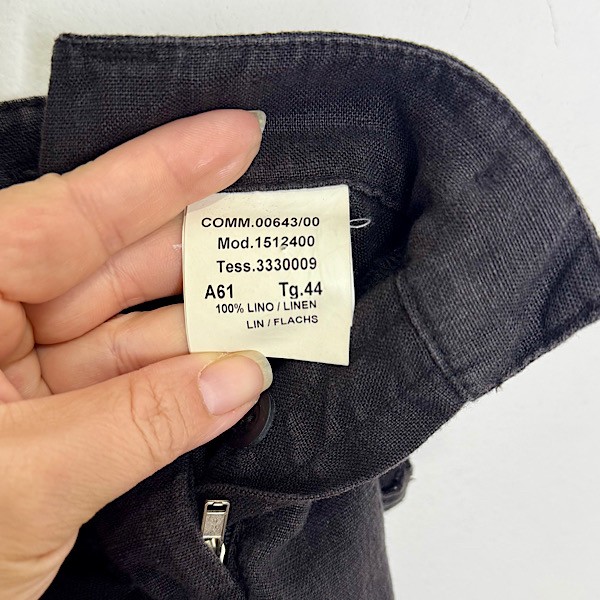 COMM.00643/00
Mod.1512400
Tess.3330009
A61 Tg.44
100% LINO / LINEN
LIN / FLACHS